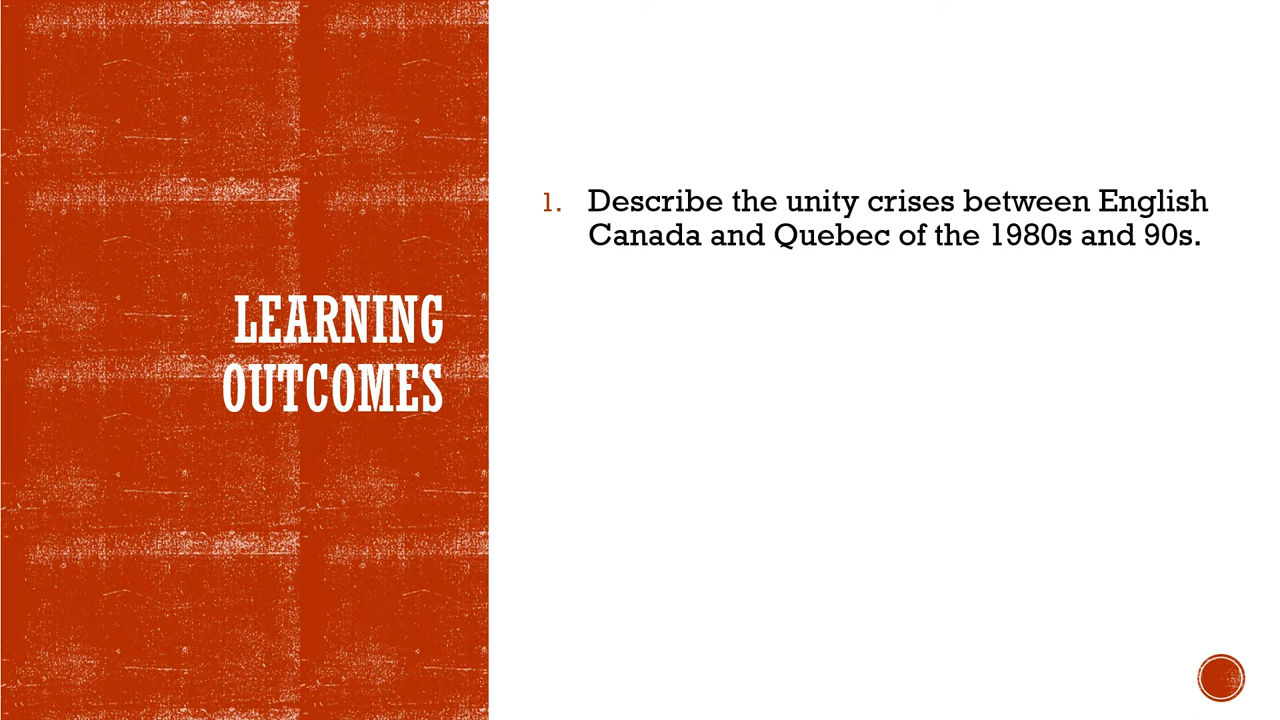 LEARNING
OUTCOMES
1. Describe the unity crises between English
Canada and Quebec of the 1980s and 90s.